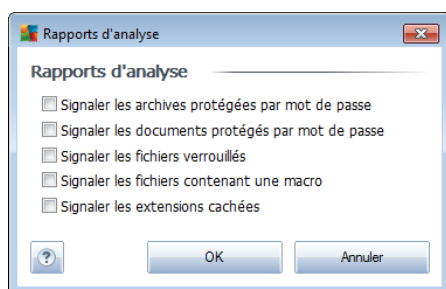 Rapports d'analyse
Rapports d'analyse
Signaler les archives protégées par mot de passe
Signaler les documents protégés par mot de passe
Signaler les fichiers verrouillés
Signaler les fichiers contenant une macro
Signaler les extensions cachées
? OK Annuler